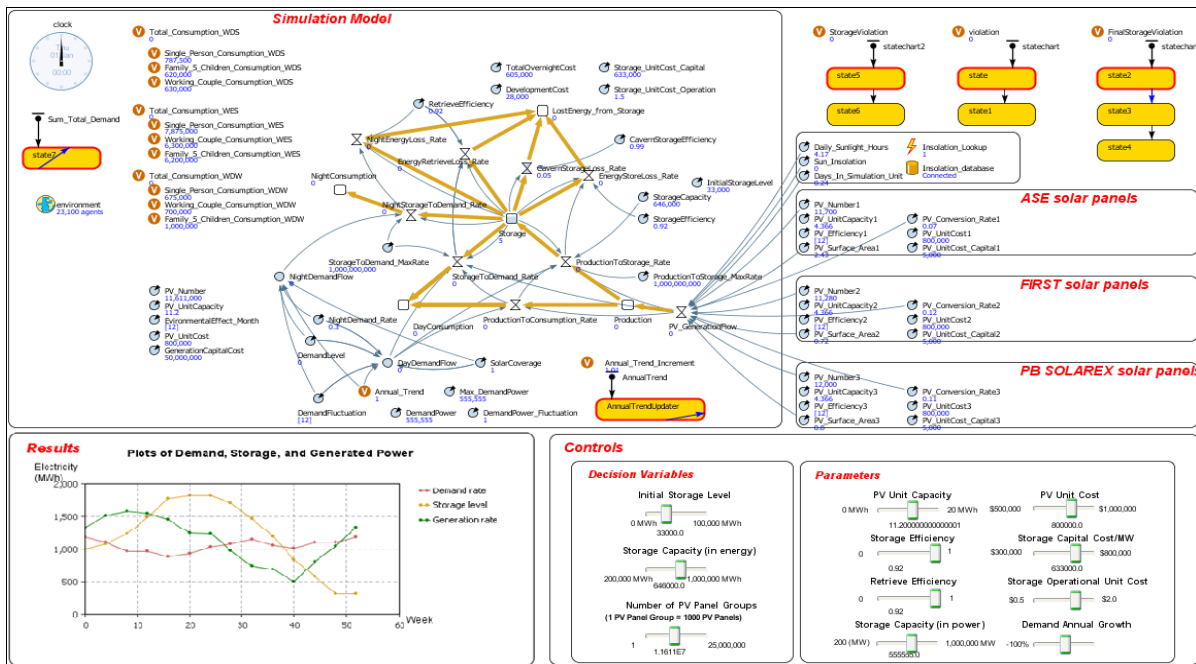 Simulation Model
clock
Thu
01 Jan
00:00
Sum_Total_Demand
state7
environment
23,100 agents
Total_Consumption_WDS
0
Single_Person_Consumption_WDS
787,500
Family_5_Children_Consumption_WDS
620,000
Working_Couple_Consumption_WDS
630,000
Total_Consumption_WES
0
Single_Person_Consumption_WES
7,875,000
Working_Couple_Consumption_WES
6,300,000
Family_5_Children_Consumption_WES
6,200,000
Total_Consumption_WDW
0
Single_Person_Consumption_WDW
675,000
Working_Couple_Consumption_WDW
700,000
Family_5_Children_Consumption_WDW
1,000,000
PV_Number
11,611,000
PV_UnitCapacity
11.2
EvironmentalEffect_Month
[12]
PV_UnitCost
800,000
GenerationCapitalCost
50,000,000
TotalOvernightCost
605,000
Storage_UnitCost_Capital
633,000
DevelopmentCost
28,000
Storage_UnitCost_Operation
1.5
RetrieveEfficiency
0.92
LostEnergy_from_Storage
0
NightEnergyLoss_Rate
0
CavernStorageEfficiency
0.99
EnergyRetrieveLoss_Rate
0
CavernStorageLoss_Rate
0.05
EnergyStoreLoss_Rate
0
InitialStorageLevel
33,000
NightConsumption
0
StorageCapacity
646,000
NightStorageToDemand_Rate
0
StorageEfficiency
0.92
Storage
5
StorageToDemand_MaxRate
1,000,000,000
StorageToDemand_Rate
0
ProductionToStorage_Rate
0
ProductionToStorage_MaxRate
1,000,000,000
NightDemandFlow
NightDemand_Rate
0.3
DayConsumption
0
ProductionToConsumption_Rate
0
Production
0
PV_GenerationFlow
0
DemandLevel
0
DayDemandFlow
0
SolarCoverage
1
Annual_Trend
1
Max_DemandPower
555,555
DemandFluctuation
[12]
DemandPower
555,555
DemandPower_Fluctuation
1
Annual_Trend_Increment
1.01
AnnualTrend
AnnualTrendUpdater
StorageViolation
0
statechart2
state5
state6
violation
0
statechart
state
state1
FinalStorageViolation
0
statechart
state2
state3
state4
Daily_Sunlight_Hours
4.17
Sun_Insolation
0
Days_In_Simulation_Unit
0.24
Insolation_Lookup
1
Insolation_database
Connected
ASE solar panels
PV_Number1
11,700
PV_UnitCapacity1
4.366
PV_Efficiency1
[12]
PV_Surface_Area1
2.43
PV_Conversion_Rate1
0.07
PV_UnitCost1
800,000
PV_UnitCost_Capital1
5,000
FIRST solar panels
PV_Number2
11,280
PV_UnitCapacity2
4.366
PV_Efficiency2
[12]
PV_Surface_Area2
0.72
PV_Conversion_Rate2
0.12
PV_UnitCost2
800,000
PV_UnitCost_Capital2
5,000
PB SOLAREX solar panels
PV_Number3
12,000
PV_UnitCapacity3
4.366
PV_Efficiency3
[12]
PV_Surface_Area3
0.8
PV_Conversion_Rate3
0.11
PV_UnitCost3
800,000
PV_UnitCost_Capital3
5,000
Results
Plots of Demand, Storage, and Generated Power
Electricity
(MWh)
2,000
1,500
1,000
500
0
0
10
20
30
40
50
60
Week
Demand rate
Storage level
Generation rate
Controls
Decision Variables
Initial Storage Level
0 MWh
100,000 MWh
33000.0
Storage Capacity (in energy)
200,000 MWh
1,000,000 MWh
646000.0
Number of PV Panel Groups
(1 PV Panel Group = 1000 PV Panels)
1
25,000,000
1.1611E7
Parameters
PV Unit Capacity
0 MWh
20 MWh
11.200000000000001
Storage Efficiency
0
1
0.92
Retrieve Efficiency
0
1
0.92
Storage Capacity (in power)
200 (MW)
1,000,000 MW
555555.0
PV Unit Cost
$500,000
$1,000,000
800000.0
Storage Capital Cost/MW
$300,000
$800,000
633000.0
Storage Operational Unit Cost
$0.5
$2.0
Demand Annual Growth
-100%